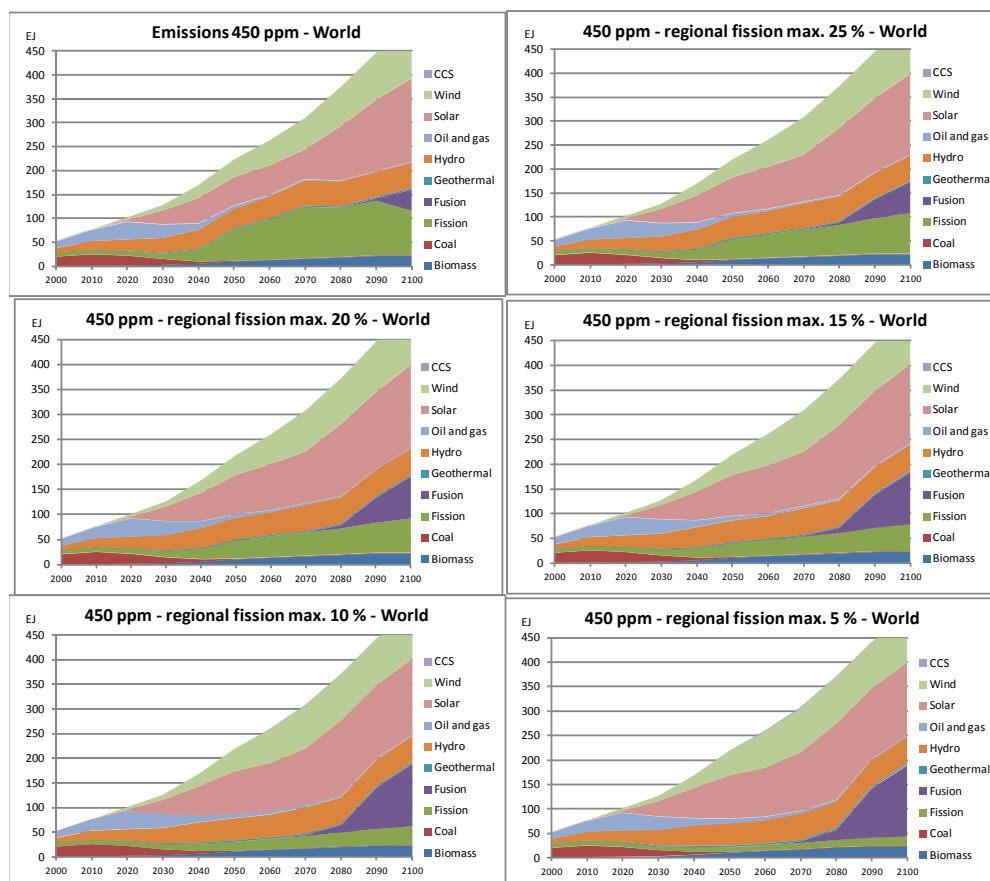 Emissions 450 ppm - World
EJ
450
400
350
300
250
200
150
100
50
0
2000 2010 2020 2030 2040 2050 2060 2070 2080 2090 2100
CCS
Wind
Solar
Oil and gas
Hydro
Geothermal
Fusion
Fission
Coal
Biomass
450 ppm - regional fission max. 25 % - World
EJ
450
400
350
300
250
200
150
100
50
0
2000 2010 2020 2030 2040 2050 2060 2070 2080 2090 2100
CCS
Wind
Solar
Oil and gas
Hydro
Geothermal
Fusion
Fission
Coal
Biomass
450 ppm - regional fission max. 20 % - World
EJ
450
400
350
300
250
200
150
100
50
0
2000 2010 2020 2030 2040 2050 2060 2070 2080 2090 2100
CCS
Wind
Solar
Oil and gas
Hydro
Geothermal
Fusion
Fission
Coal
Biomass
450 ppm - regional fission max. 15 % - World
EJ
450
400
350
300
250
200
150
100
50
0
2000 2010 2020 2030 2040 2050 2060 2070 2080 2090 2100
CCS
Wind
Solar
Oil and gas
Hydro
Geothermal
Fusion
Fission
Coal
Biomass
450 ppm - regional fission max. 10 % - World
EJ
450
400
350
300
250
200
150
100
50
0
2000 2010 2020 2030 2040 2050 2060 2070 2080 2090 2100
CCS
Wind
Solar
Oil and gas
Hydro
Geothermal
Fusion
Fission
Coal
Biomass
450 ppm - regional fission max. 5 % - World
EJ
450
400
350
300
250
200
150
100
50
0
2000 2010 2020 2030 2040 2050 2060 2070 2080 2090 2100
CCS
Wind
Solar
Oil and gas
Hydro
Geothermal
Fusion
Fission
Coal
Biomass